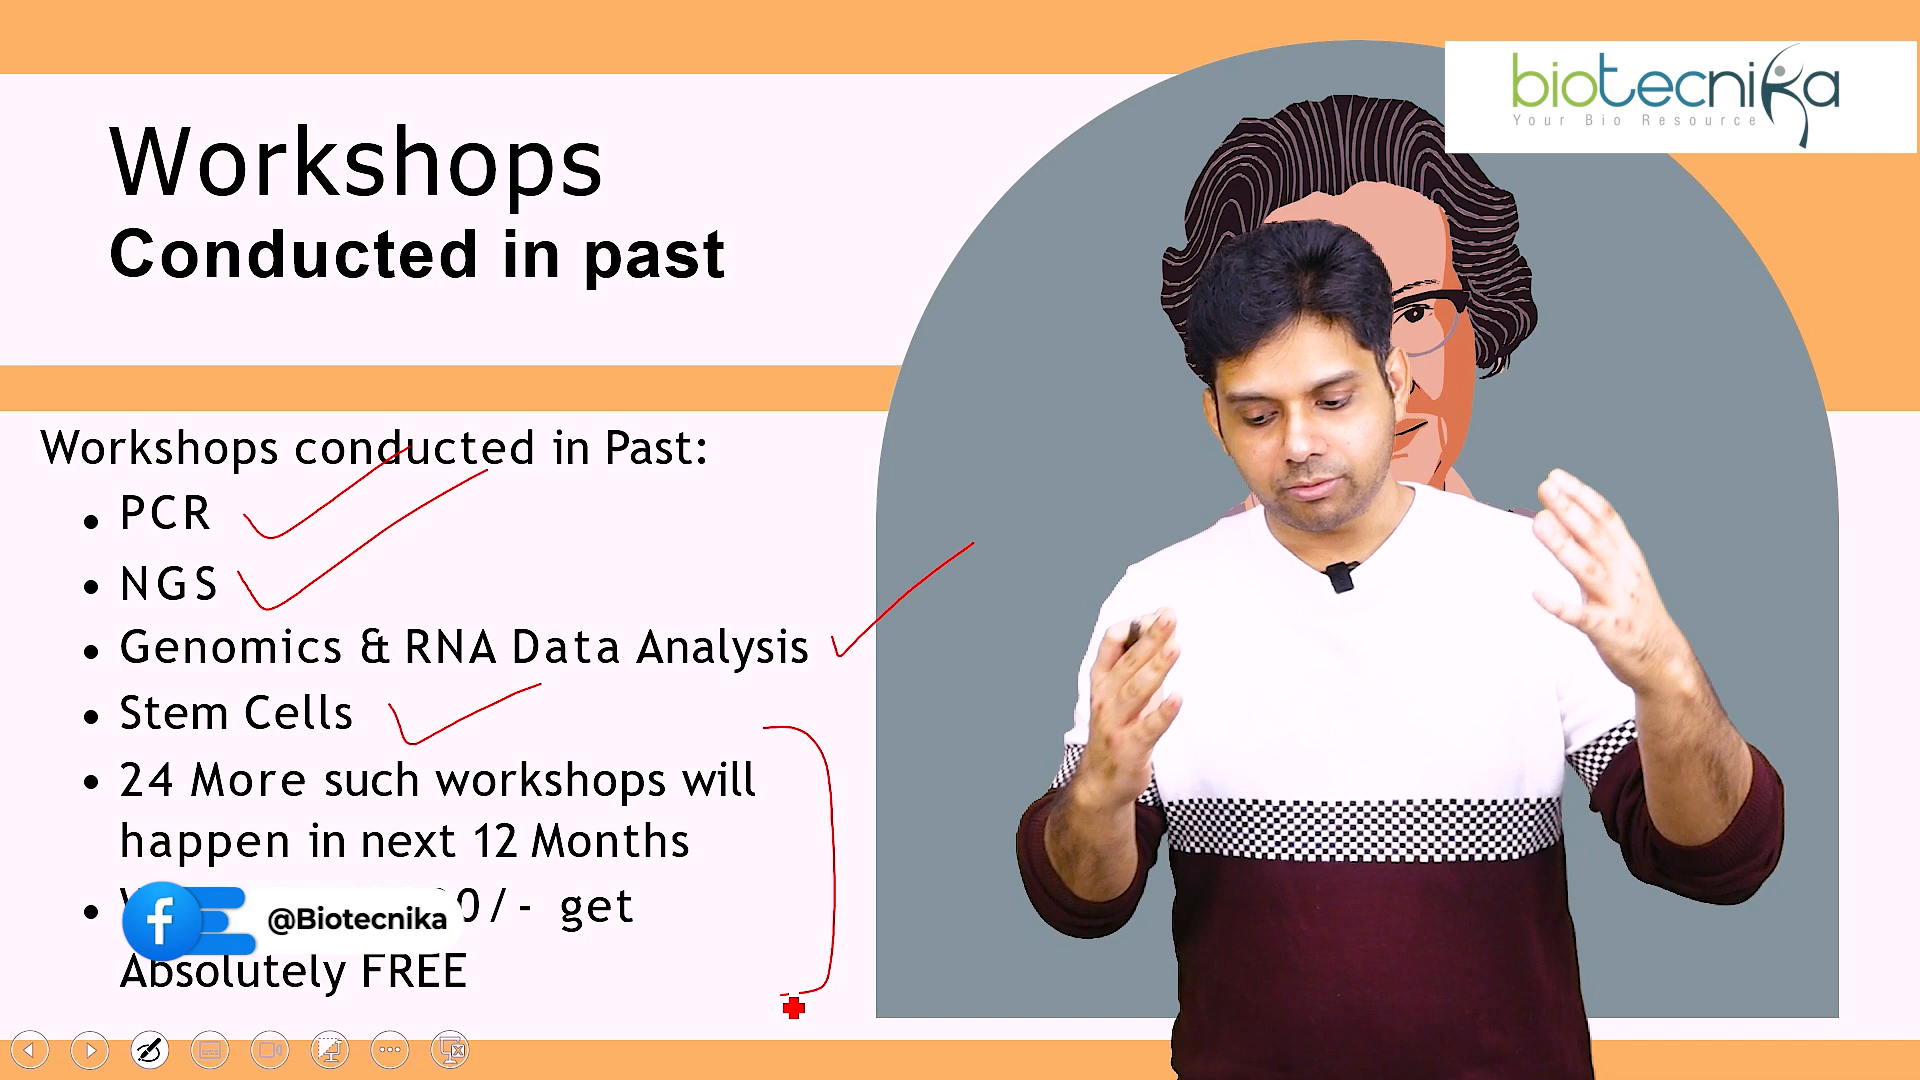 biotecnika
Your Bio Resource
Workshops
Conducted in past
Workshops conducted in Past:
• PCR
• NGS
• Genomics & RNA Data Analysis
• Stem Cells
• 24 More such workshops will
happen in next 12 Months
• 0/- get
@Biotecnika
Absolutely FREE